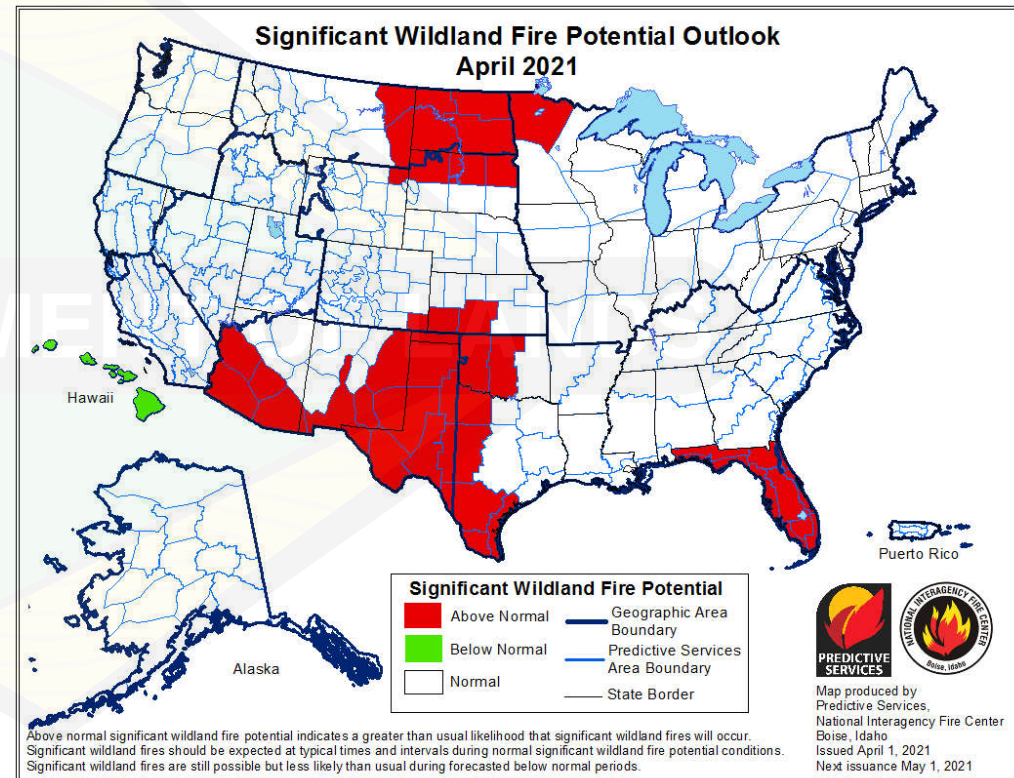 Significant Wildland Fire Potential Outlook
April 2021
Hawaii
Alaska
Puerto Rico
Significant Wildland Fire Potential
Above Normal
Below Normal
Normal
Geographic Area
Boundary
Predictive Services
Area Boundary
State Border
PREDICTIVE
SERVICES
NATIONAL INTERAGENCY FIRE CENTER
Boise, Idaho
Map produced by
Predictive Services,
National Interagency Fire Center
Boise, Idaho
Issued April 1, 2021
Next issuance May 1, 2021
Above normal significant wildland fire potential indicates a greater than usual likelihood that significant wildland fires will occur.
Significant wildland fires should be expected at typical times and intervals during normal significant wildland fire potential conditions.
Significant wildland fires are still possible but less likely than usual during forecasted below normal periods.